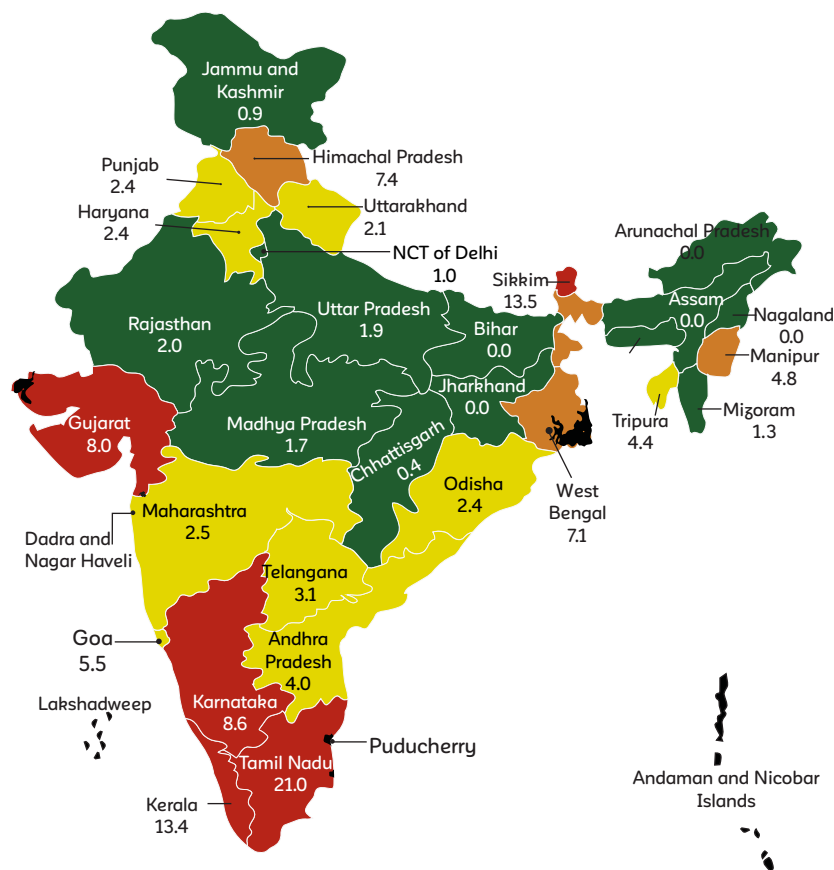 Jammu and
Kashmir
0.9
Himachal Pradesh
7.4
Punjab
2.4
Haryana
2.4
Uttarakhand
2.1
NCT of Delhi
1.0
Arunachal Pradesh
0.0
Sikkim
13.5
Assam
0.0
Nagaland
0.0
Manipur
4.8
Mizoram
1.3
Tripura
4.4
Rajasthan
2.0
Uttar Pradesh
1.9
Bihar
0.0
Jharkhand
0.0
Gujarat
8.0
Madhya Pradesh
1.7
Chhattisgarh
0.4
Odisha
2.4
West
Bengal
7.1
Maharashtra
2.5
Dadra and
Nagar Haveli
Telangana
3.1
Goa
5.5
Andhra
Pradesh
4.0
Karnataka
8.6
Lakshadweep
Puducherry
Tamil Nadu
21.0
Kerala
13.4
Andaman and Nicobar
Islands